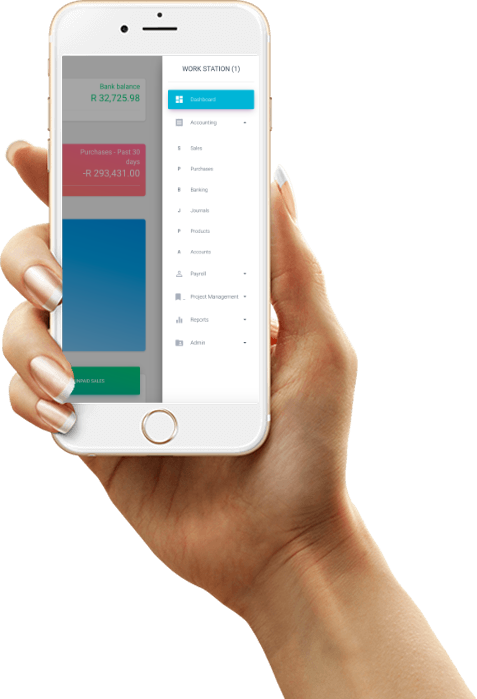 WORK STATION (1)
Bank balance
R 32,725.98
Purchases - Past 30
days
-R 293,431.00
UNPAID SALES
Dashboard
Accounting
S Sales
P Purchases
B Banking
J Journals
P Products
A Accounts
Payroll
Project Management
Reports
Admin